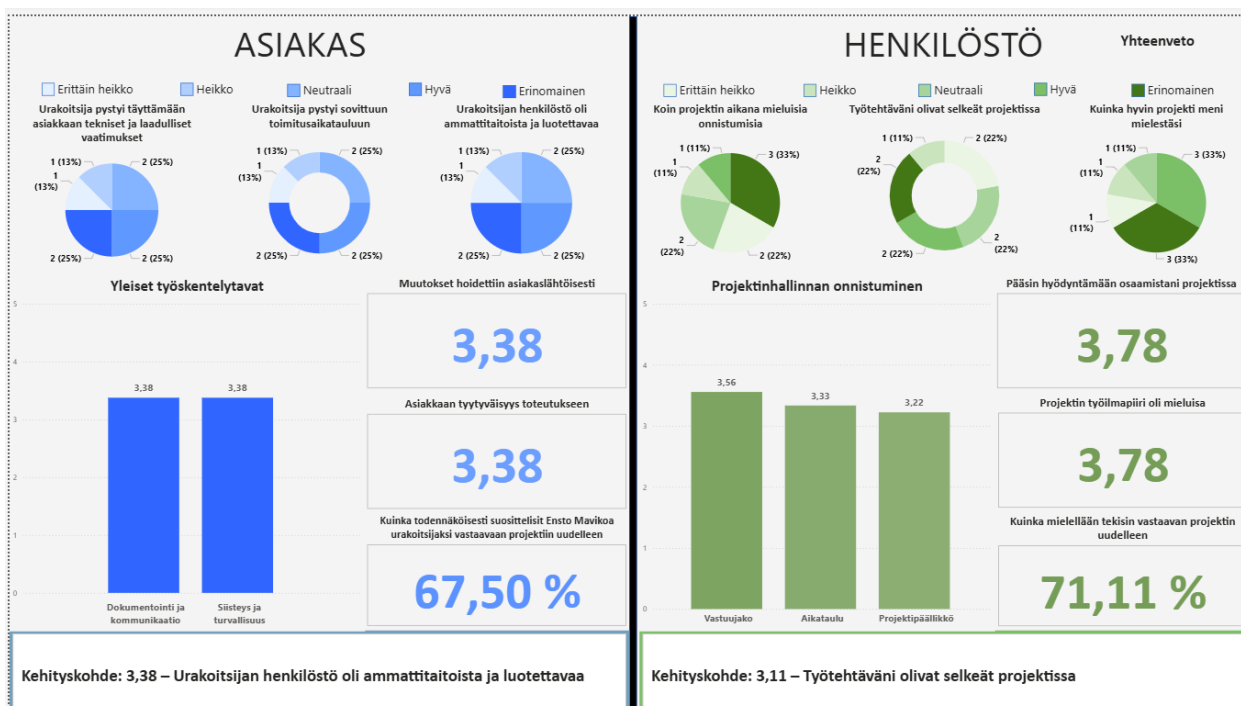 ASIAKAS
Erittäin heikko
Heikko
Neutraali
Hyvä
Erinomainen
Urakoitsija pystyi täyttämään
asiakkaan tekniset ja laadulliset
vaatimukset
1 (13%)
2 (25%)
1
(13%)
2 (25%)
2 (25%)
Urakoitsija pystyi sovittuun
toimitusaikatauluun
1 (13%)
2 (25%)
1
(13%)
2 (25%)
2 (25%)
Urakoitsijan henkilöstö oli
ammattitaitoista ja luotettavaa
1 (13%)
2 (25%)
1
(13%)
2 (25%)
2 (25%)
Yleiset työskentelytavat
5
4
3
2
1
0
3,38
3,38
Dokumentointi ja
kommunikaatio
Siisteys ja
turvallisuus
Muutokset hoidettiin asiakaslähtöisesti
3,38
Asiakkaan tyytyväisyys toteutukseen
3,38
Kuinka todennäköisesti suosittelisit Ensto Mavikoa
urakoitsijaksi vastaavaan projektiin uudelleen
67,50 %
Kehityskohde: 3,38 – Urakoitsijan henkilöstö oli ammattitaitoista ja luotettavaa
HENKILÖSTÖ
Yhteenveto
Erittäin heikko
Heikko
Neutraali
Hyvä
Erinomainen
Koin projektin aikana mieluisia
onnistumisia
1 (11%)
3 (33%)
1
(11%)
2
(22%)
2 (22%)
Työtehtäväni olivat selkeät projektissa
1 (11%)
2 (22%)
2
(22%)
2 (22%)
2
(22%)
Kuinka hyvin projekti meni
mielestäsi
1 (11%)
3 (33%)
1
(11%)
1
(11%)
3 (33%)
Projektinhallinnan onnistuminen
5
4
3
2
1
0
3,56
3,33
3,22
Vastuujako
Aikataulu
Projektipäällikkö
Pääsin hyödyntämään osaamistani projektissa
3,78
Projektin työilmapiiri oli mieluisa
3,78
Kuinka mielellään tekisin vastaavan projektin
uudelleen
71,11 %
Kehityskohde: 3,11 – Työtehtäväni olivat selkeät projektissa